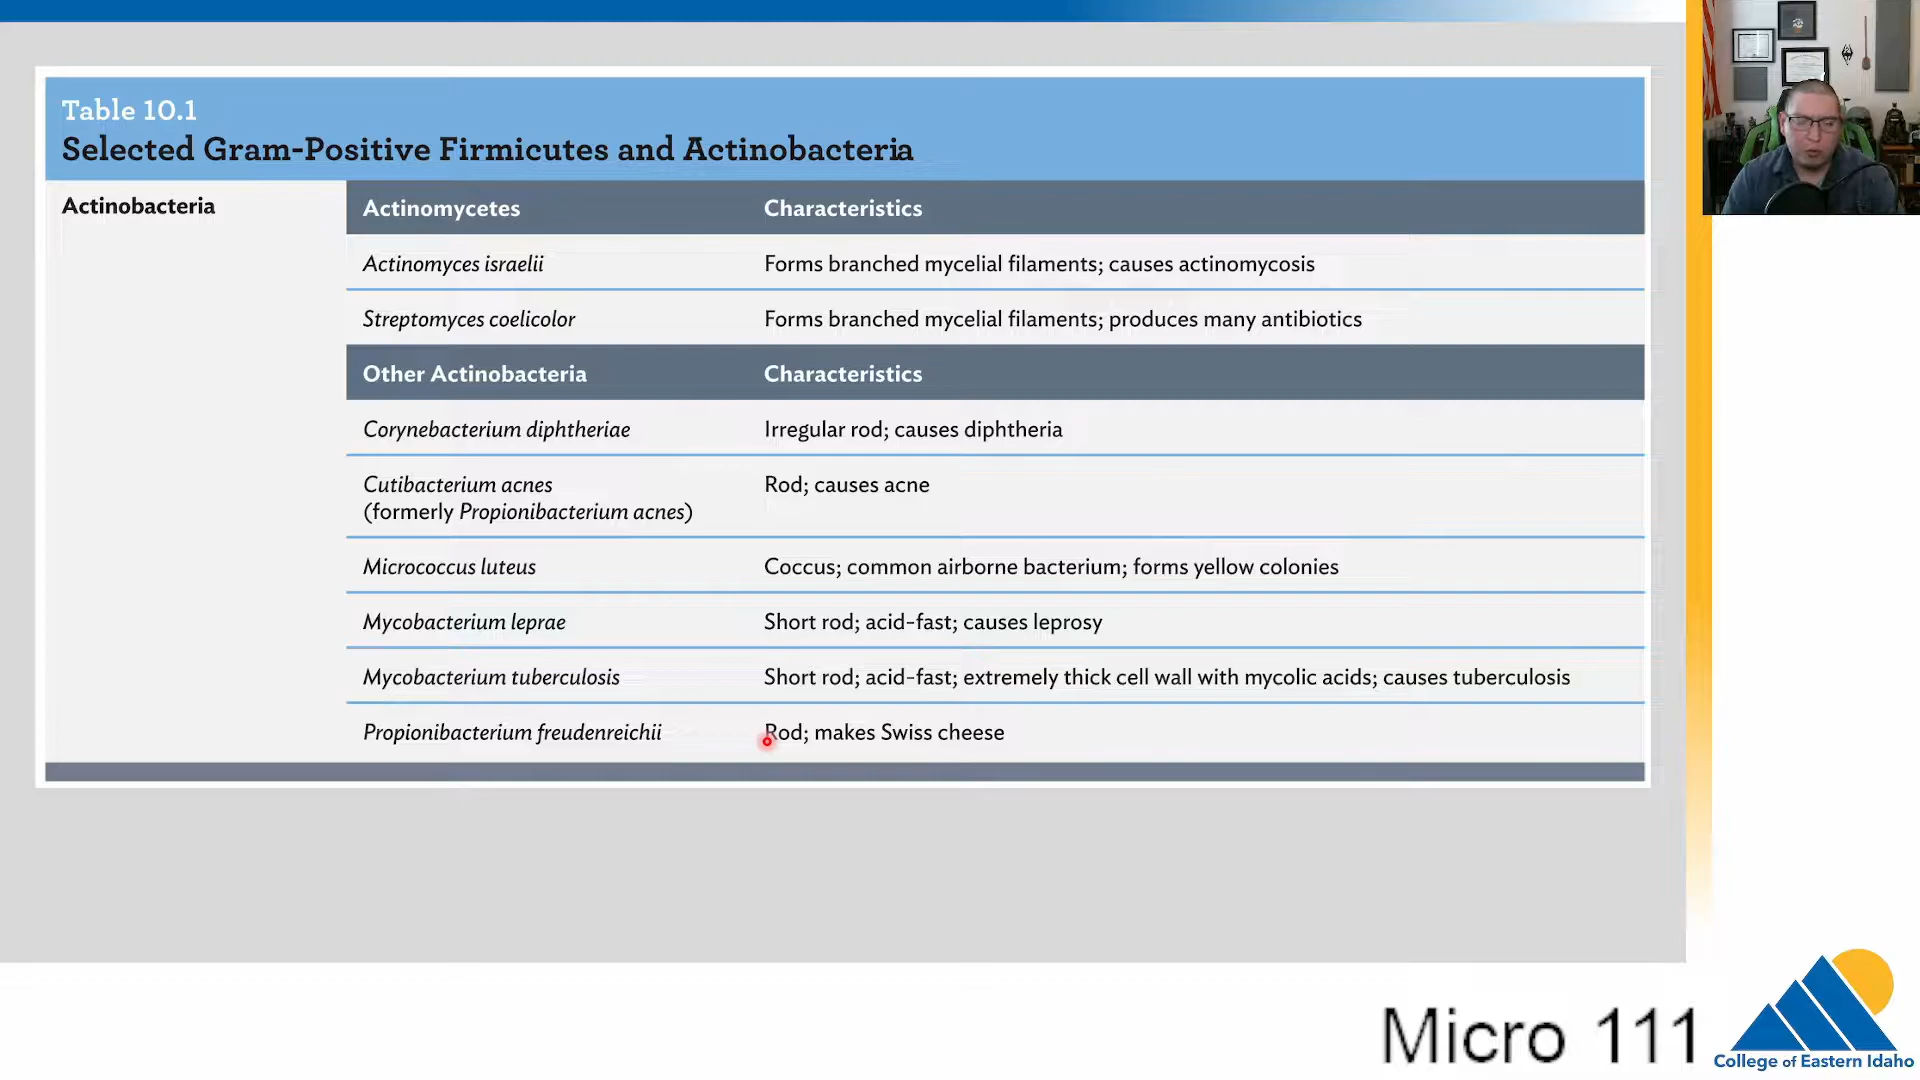 Table 10.1
Selected Gram-Positive Firmicutes and Actinobacteria
Actinobacteria
Actinomycetes Characteristics
Actinomyces israelii Forms branched mycelial filaments; causes actinomycosis
Streptomyces coelicolor Forms branched mycelial filaments; produces many antibiotics
Other Actinobacteria Characteristics
Corynebacterium diphtheriae Irregular rod; causes diphtheria
Cutibacterium acnes Rod; causes acne
(formerly Propionibacterium acnes)
Micrococcus luteus Coccus; common airborne bacterium; forms yellow colonies
Mycobacterium leprae Short rod; acid-fast; causes leprosy
Mycobacterium tuberculosis Short rod; acid-fast; extremely thick cell wall with mycolic acids; causes tuberculosis
Propionibacterium freudenreichii Rod; makes Swiss cheese
Micro 111
College of Eastern Idaho